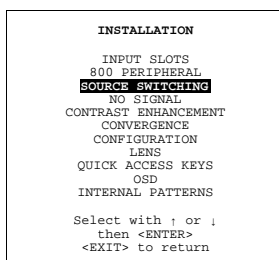 INSTALLATION
INPUT SLOTS
800 PERIPHERAL
SOURCE SWITCHING
NO SIGNAL
CONTRAST ENHANCEMENT
CONVERGENCE
CONFIGURATION
LENS
QUICK ACCESS KEYS
OSD
INTERNAL PATTERNS
Select with ↑ or ↓
then <ENTER>
<EXIT> to return